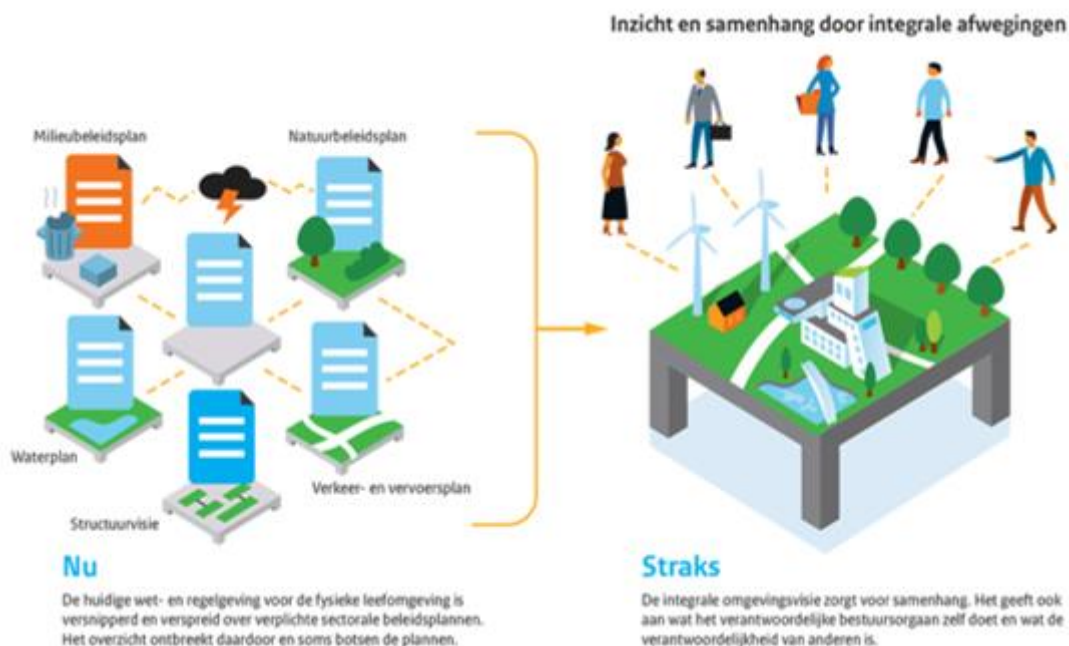 Inzicht en samenhang door integrale afwegingen
Milieubeleidsplan
Natuurbeleidsplan
Waterplan
Verkeer- en vervoersplan
Structuurvisie
Nu
De huidige wet- en regelgeving voor de fysieke leefomgeving is
versnipperd en verspreid over verplichte sectorale beleidsplannen.
Het overzicht ontbreekt daardoor en soms botsen de plannen.
Straks
De integrale omgevingsvisie zorgt voor samenhang. Het geeft ook
aan wat het verantwoordelijke bestuursorgaan zelf doet en wat de
verantwoordelijkheid van anderen is.